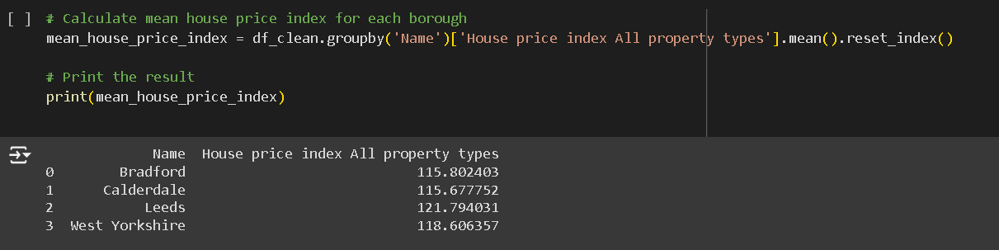 [ ] # Calculate mean house price index for each borough
mean_house_price_index = df_clean.groupby('Name')['House price index All property types'].mean().reset_index()
# Print the result
print(mean_house_price_index)
Name House price index All property types
0 Bradford 115.802403
1 Calderdale 115.677752
2 Leeds 121.794031
3 West Yorkshire 118.606357